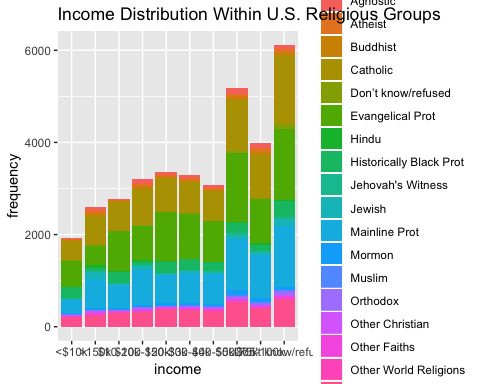 Income Distribution Within U.S. Religious Groups
Agnostic
Atheist
Buddhist
Catholic
Don't know/refused
Evangelical Prot
Hindu
Historically Black Prot
Jehovah's Witness
Jewish
Mainline Prot
Mormon
Muslim
Orthodox
Other Christian
Other Faiths
Other World Religions
frequency
6000
4000
2000
0
<$10k
income